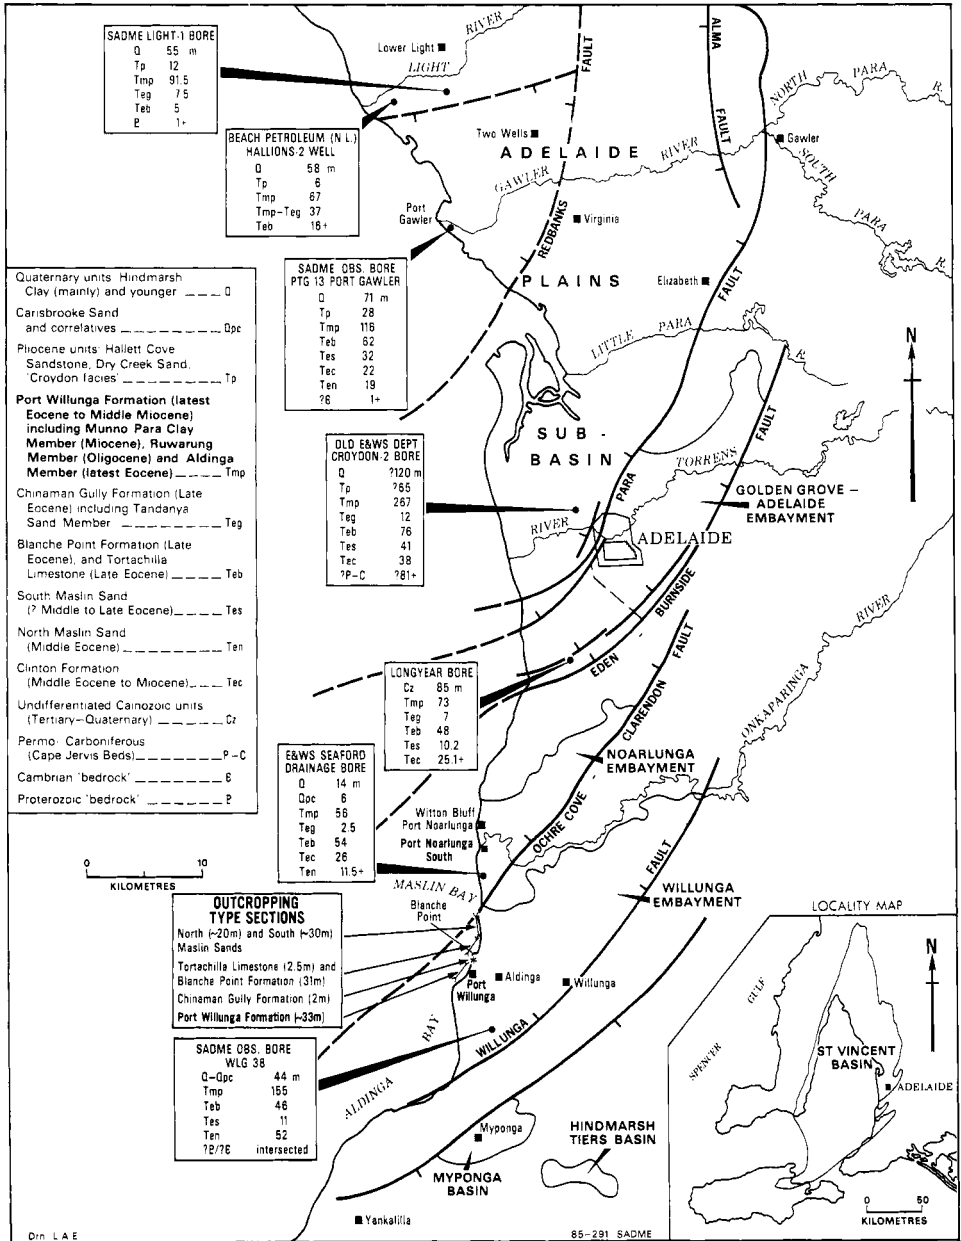 SADME LIGHT-1 BORE
Q 55 m
Tp 12
Tmp 91.5
Teg 7.5
Teb 5
P 1+
BEACH PETROLEUM (N L.)
HALLIONS-2 WELL
Q 58 m
Tp 6
Tmp 67
Tmp-Teg 37
Teb 16+
SADME OBS. BORE
PTG 13 PORT GAWLER
Q 71 m
Tp 28
Tmp 116
Teb 62
Tes 32
Tec 22
Ten 19
?Є 1+
OLD E&WS DEPT
CROYDON-2 BORE
Q ?120 m
Tp ?65
Tmp 267
Teg 12
Teb 76
Tes 41
Tec 38
?P-C ?81+
LONGYEAR BORE
Cz 85 m
Tmp 73
Teg 7
Teb 48
Tes 10.2
Tec 25.1+
E&WS SEAFORD
DRAINAGE BORE
Q 14 m
Qpc 6
Tmp 56
Teg 2.5
Teb 54
Tec 26
Ten 11.5+
OUTCROPPING
TYPE SECTIONS
North (~20m) and South (~30m)
Maslin Sands
Tortachilla Limestone (2.5m) and
Blanche Point Formation (31m)
Chinaman Gully Formation (2m)
Port Willunga Formation (~33m)
SADME OBS. BORE
WLG 38
Q-Qpc 44 m
Tmp 155
Teb 46
Tes 11
Ten 52
?P/?Є intersected
Quaternary units Hindmarsh
Clay (mainly) and younger ___ Q
Carisbrooke Sand
and correlatives ___ Qpc
Pliocene units: Hallett Cove
Sandstone, Dry Creek Sand,
'Croydon facies' ___ Tp
Port Willunga Formation (latest
Eocene to Middle Miocene)
including Munno Para Clay
Member (Miocene), Ruwarung
Member (Oligocene) and Aldinga
Member (latest Eocene) ___ Tmp
Chinaman Gully Formation (Late
Eocene) including Tandanya
Sand Member ___ Teg
Blanche Point Formation (Late
Eocene), and Tortachilla
Limestone (Late Eocene) ___ Teb
South Maslin Sand
(? Middle to Late Eocene) ___ Tes
North Maslin Sand
(Middle Eocene) ___ Ten
Clinton Formation
(Middle Eocene to Miocene) ___ Tec
Undifferentiated Cainozoic units
(Tertiary-Quaternary) ___ Cz
Permo-Carboniferous
(Cape Jervis Beds) ___ P-C
Cambrian 'bedrock' ___ Є
Proterozoic 'bedrock' ___ P
0 10
KILOMETRES
Lower Light
LIGHT RIVER
REDBANKS FAULT
ALMA FAULT
NORTH PARA R.
Two Wells
Gawler
ADELAIDE
PLAINS
SUB-
BASIN
GAWLER RIVER
SOUTH PARA R.
Port
Gawler
Virginia
Elizabeth
LITTLE PARA R.
PARA FAULT
N
TORRENS
RIVER
GOLDEN GROVE –
ADELAIDE
EMBAYMENT
ADELAIDE
EDEN BURNSIDE FAULT
OCHRE COVE CLARENDON FAULT
ONKAPARINGA RIVER
NOARLUNGA
EMBAYMENT
Witton Bluff
Port Noarlunga
Port Noarlunga
South
MASLIN BAY
Blanche
Point
WILLUNGA
EMBAYMENT
Aldinga
Willunga
Port
Willunga
WILLUNGA FAULT
ALDINGA BAY
Myponga
MYPONGA
BASIN
HINDMARSH
TIERS BASIN
Yankalilla
LOCALITY MAP
N
SPENCER GULF
ST VINCENT
BASIN
ADELAIDE
0 50
KILOMETRES
Drn L A E
85-291 SADME